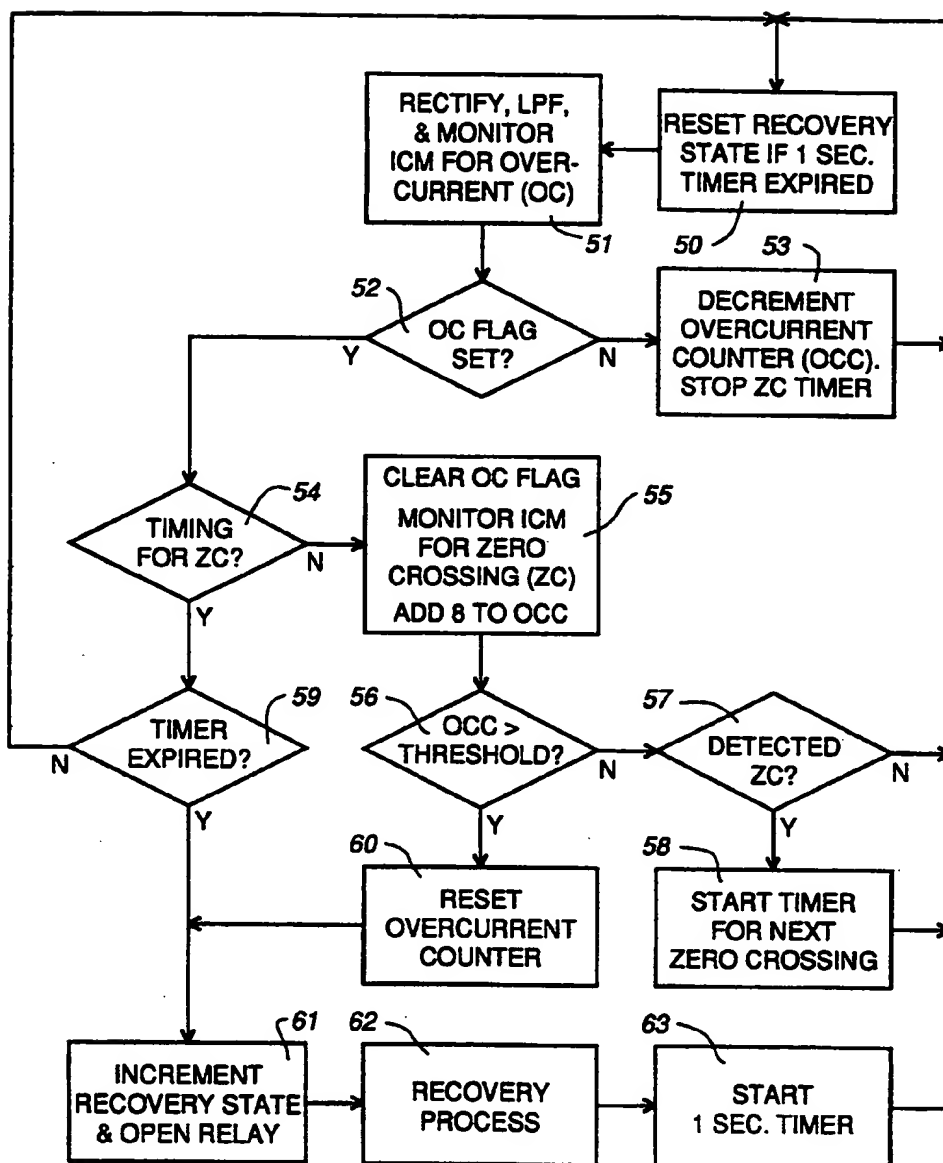 RECTIFY, LPF,
& MONITOR
ICM FOR OVER-
CURRENT (OC)
51
RESET RECOVERY
STATE IF 1 SEC.
TIMER EXPIRED
50
52
OC FLAG
SET?
Y
N
53
DECREMENT
OVERCURRENT
COUNTER (OCC).
STOP ZC TIMER
54
TIMING
FOR ZC?
N
Y
CLEAR OC FLAG
MONITOR ICM
FOR ZERO
CROSSING (ZC)
ADD 8 TO OCC
55
59
TIMER
EXPIRED?
N
Y
56
OCC >
THRESHOLD?
N
Y
57
DETECTED
ZC?
N
Y
60
RESET
OVERCURRENT
COUNTER
58
START TIMER
FOR NEXT
ZERO CROSSING
61
INCREMENT
RECOVERY STATE
& OPEN RELAY
62
RECOVERY
PROCESS
63
START
1 SEC. TIMER